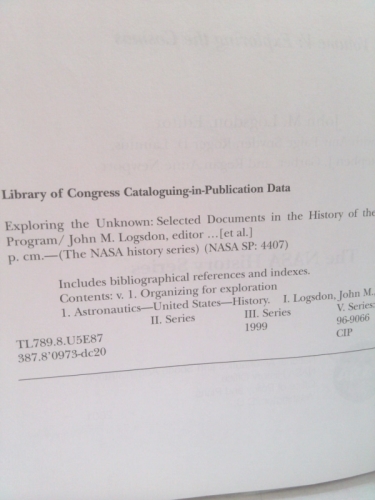 Library of Congress Cataloguing-in-Publication Data
Exploring the Unknown: Selected Documents in the History of the
Program/ John M. Logsdon, editor ...[et al.]
p. cm.—(The NASA history series) (NASA SP: 4407)
Includes bibliographical references and indexes.
Contents: v. 1. Organizing for exploration
1. Astronautics—United States—History. I. Logsdon, John M.
II. Series III. Series V. Series:
TL789.8.U5E87 1999 96-9066
387.8'0973-dc20 CIP